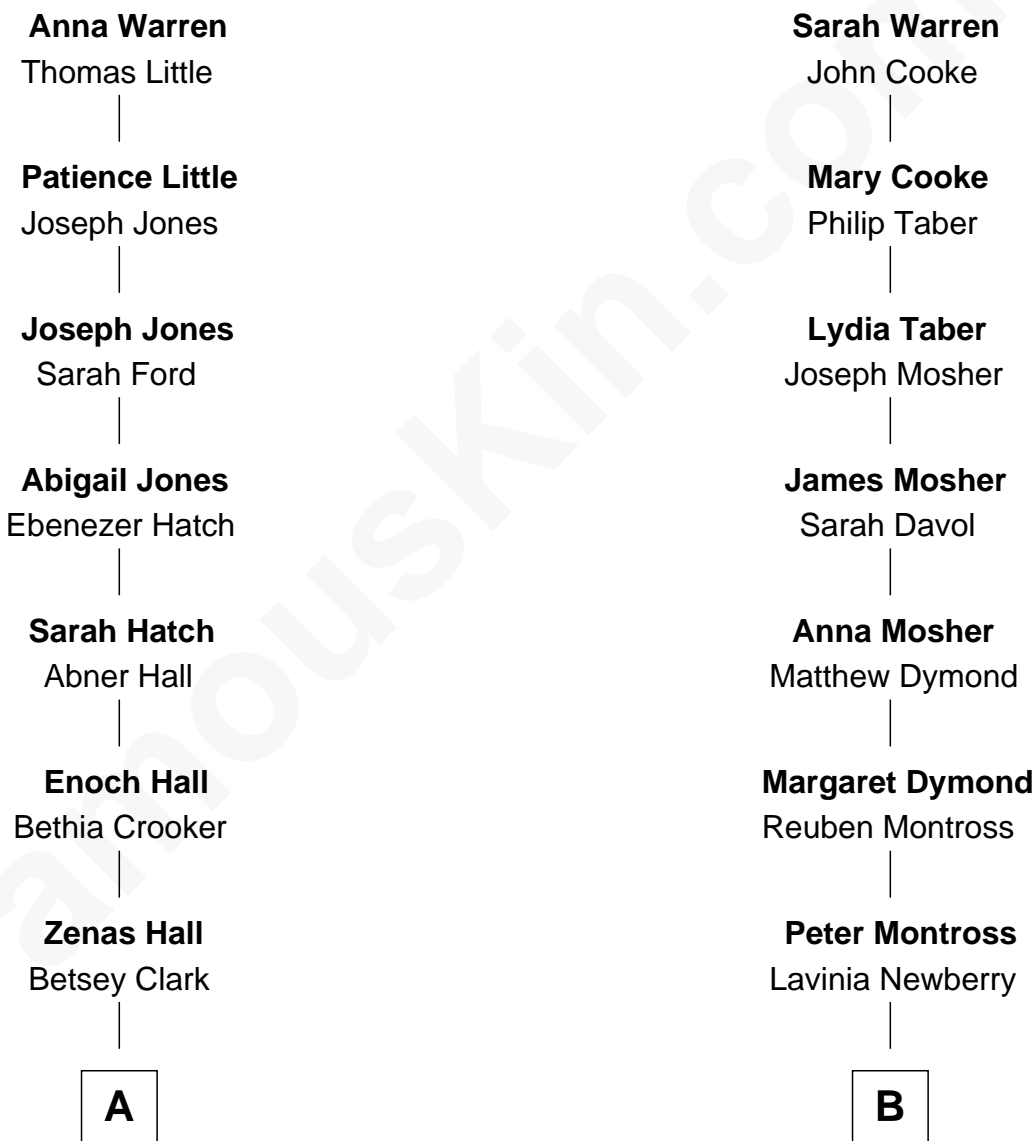 Anna Warren
Thomas Little
Patience Little
Joseph Jones
Joseph Jones
Sarah Ford
Abigail Jones
Ebenezer Hatch
Sarah Hatch
Abner Hall
Enoch Hall
Bethia Crooker
Zenas Hall
Betsey Clark
A
Sarah Warren
John Cooke
Mary Cooke
Philip Taber
Lydia Taber
Joseph Mosher
James Mosher
Sarah Davol
Anna Mosher
Matthew Dymond
Margaret Dymond
Reuben Montross
Peter Montross
Lavinia Newberry
B
amouskin.com